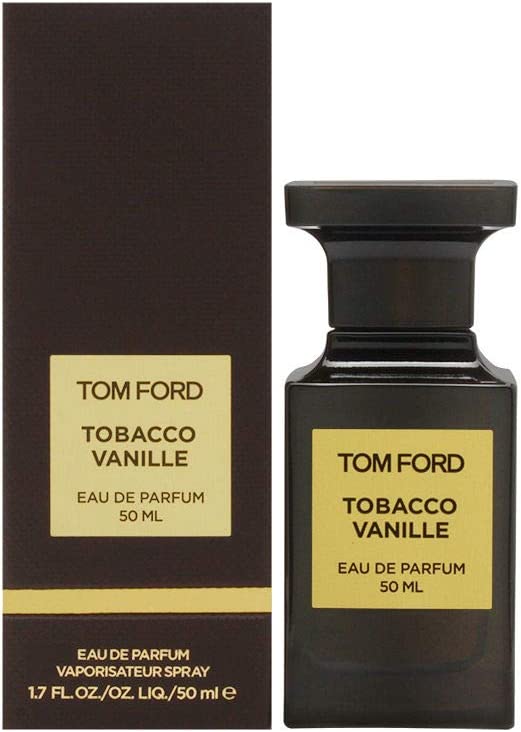 TOM FORD
TOBACCO
VANILLE
EAU DE PARFUM
50 ML
EAU DE PARFUM
VAPORISATEUR SPRAY
1.7 FL.OZ./OZ. LIQ./50 ml ℮
TOM FORD
TOBACCO
VANILLE
EAU DE PARFUM
50 ML